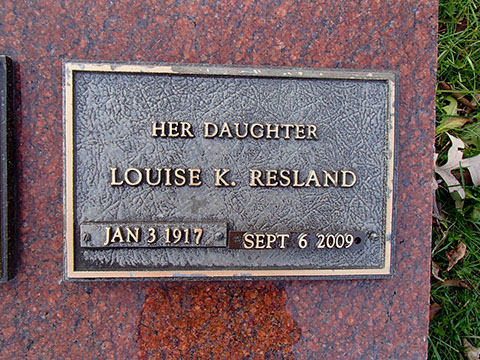 HER DAUGHTER
LOUISE K. RESLAND
JAN 3 1917 SEPT 6 2009